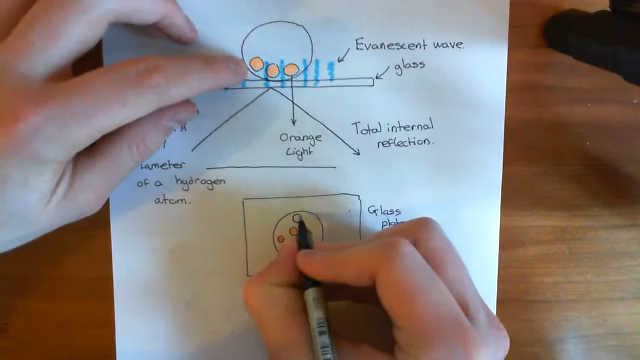 Evanescent wave.
glass
Orange
Light
Total internal
reflection.
of a hydrogen
atom.
Glass